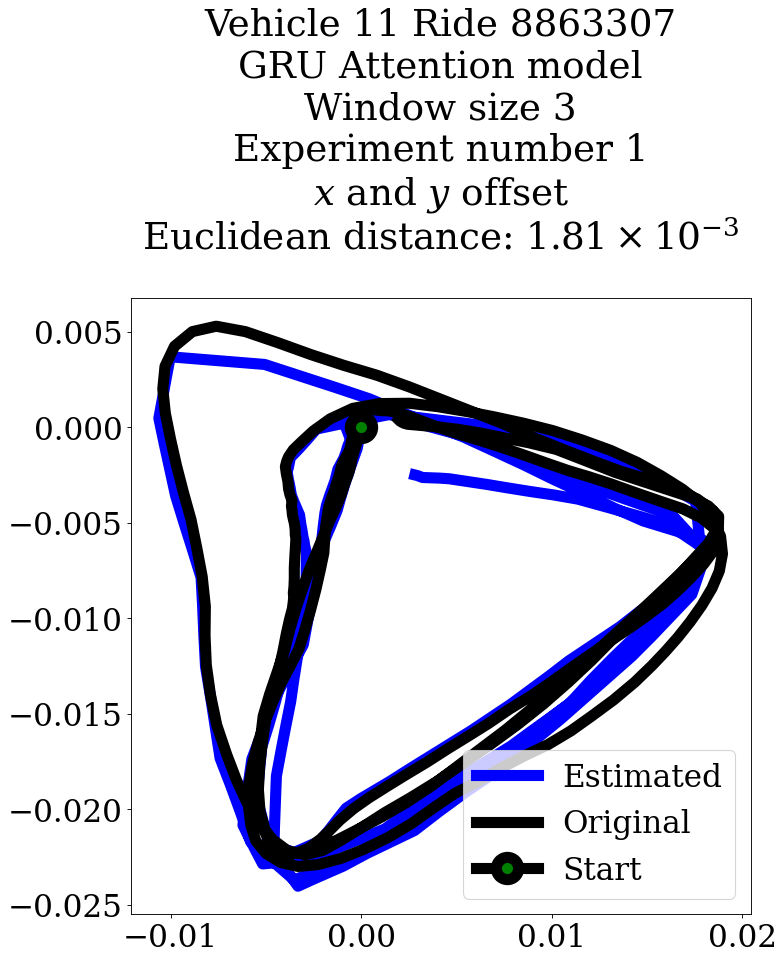 Vehicle 11 Ride 8863307
GRU Attention model
Window size 3
Experiment number 1
x and y offset
Euclidean distance: 1.81 × 10⁻³
0.005
0.000
−0.005
−0.010
−0.015
−0.020
−0.025
Estimated
Original
Start
−0.01 0.00 0.01 0.02